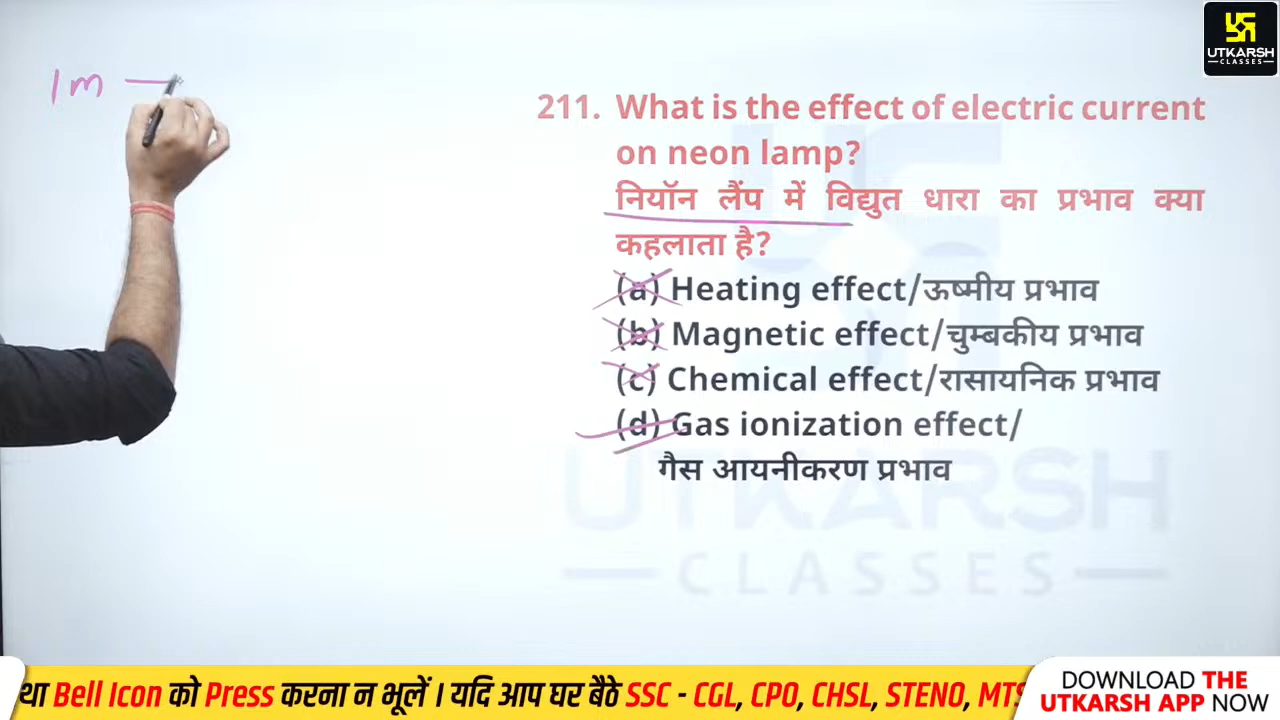 UTKARSH
CLASSES
1m —
211. What is the effect of electric current
on neon lamp?
नियॉन लैंप में विद्युत धारा का प्रभाव क्या
कहलाता है?
(a) Heating effect/ऊष्मीय प्रभाव
(b) Magnetic effect/चुम्बकीय प्रभाव
(c) Chemical effect/रासायनिक प्रभाव
(d) Gas ionization effect/
गैस आयनीकरण प्रभाव
UTKARSH
CLASSES
था Bell Icon को Press करना न भूलें । यदि आप घर बैठे SSC - CGL, CPO, CHSL, STENO, MTS
DOWNLOAD THE
UTKARSH APP NOW